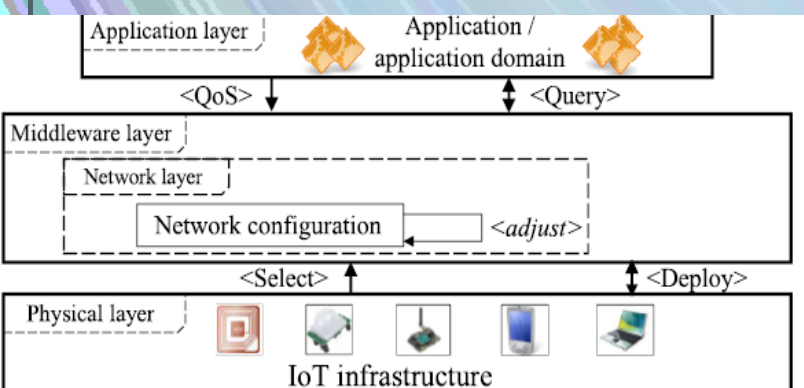 Application layer
Application /
application domain
<QoS>
<Query>
Middleware layer
Network layer
Network configuration
<adjust>
<Select>
<Deploy>
Physical layer
IoT infrastructure